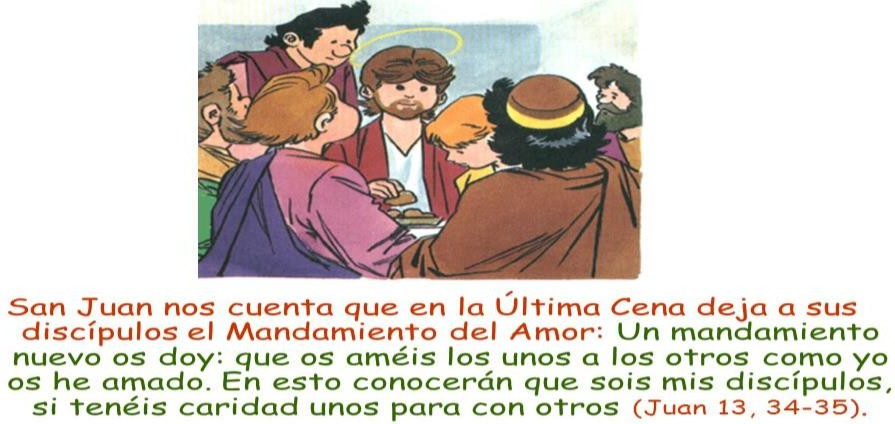 San Juan nos cuenta que en la Última Cena deja a sus
discípulos el Mandamiento del Amor: Un mandamiento
nuevo os doy: que os améis los unos a los otros como yo
os he amado. En esto conocerán que sois mis discípulos,
si tenéis caridad unos para con otros (Juan 13, 34-35).